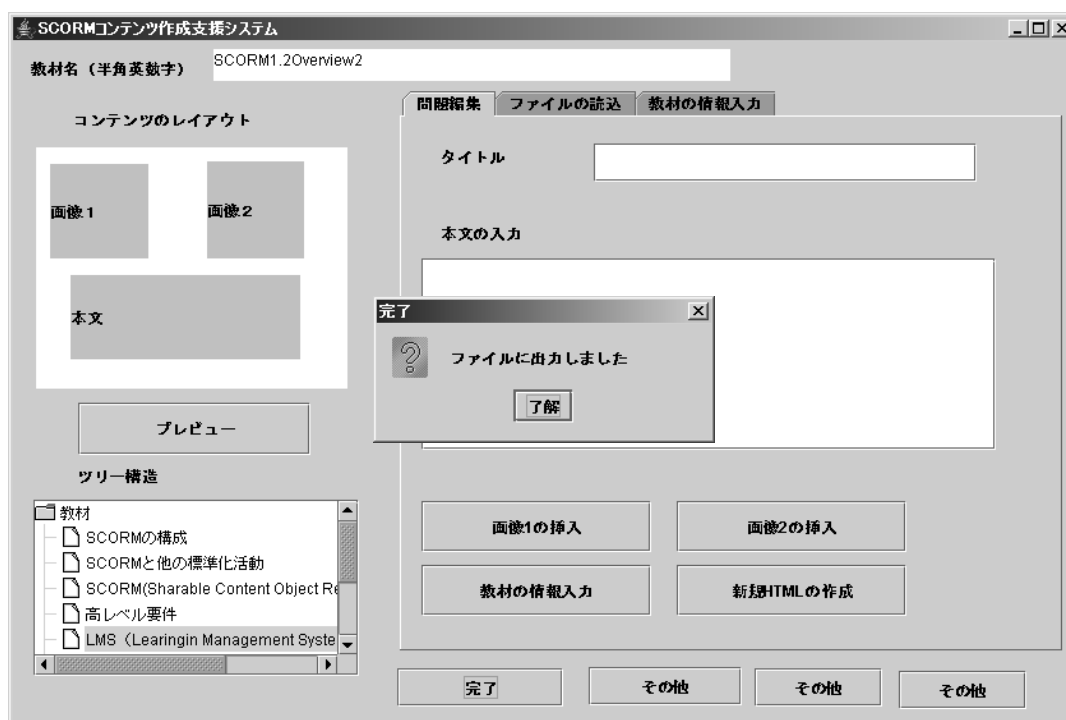 SCORMコンテンツ作成支援システム
教材名（半角英数字）
SCORM1.2Overview2
コンテンツのレイアウト
画像1
画像2
本文
プレビュー
ツリー構造
教材
SCORMの構成
SCORMと他の標準化活動
SCORM(Sharable Content Object Re
高レベル要件
LMS（Learingin Management Syste
問題編集
ファイルの読込
教材の情報入力
タイトル
本文の入力
完了
ファイルに出力しました
了解
画像1の挿入
画像2の挿入
教材の情報入力
新規HTMLの作成
完了
その他
その他
その他